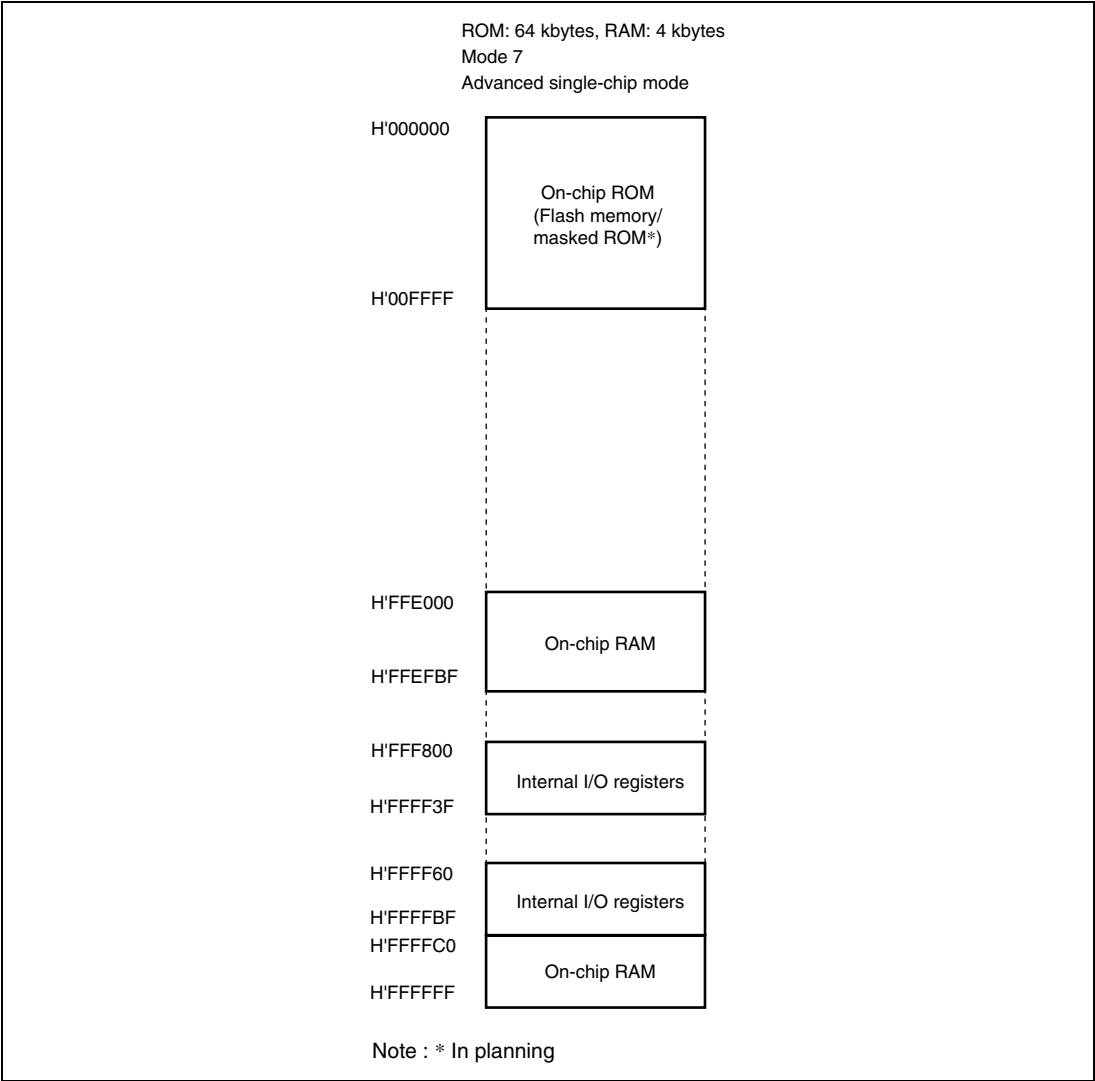 ROM: 64 kbytes, RAM: 4 kbytes
Mode 7
Advanced single-chip mode
H'000000
On-chip ROM
(Flash memory/
masked ROM*)
H'00FFFF
H'FFE000
On-chip RAM
H'FFEFBF
H'FFF800
Internal I/O registers
H'FFFF3F
H'FFFF60
Internal I/O registers
H'FFFFBF
H'FFFFC0
On-chip RAM
H'FFFFFF
Note : * In planning